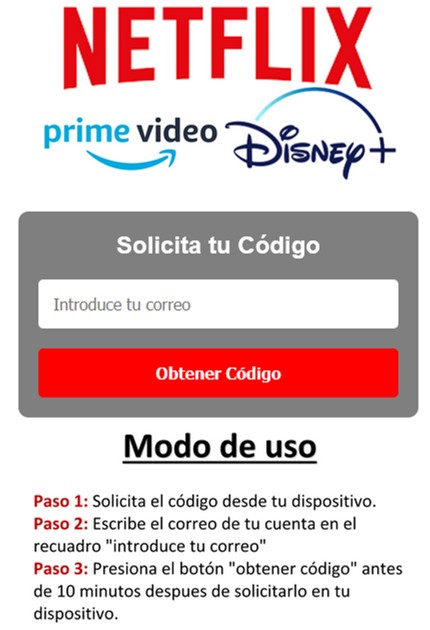 NETFLIX
prime video
Disney+
Solicita tu Código
Introduce tu correo
Obtener Código
Modo de uso
Paso 1: Solicita el código desde tu dispositivo.
Paso 2: Escribe el correo de tu cuenta en el
recuadro "introduce tu correo"
Paso 3: Presiona el botón "obtener código" antes
de 10 minutos despues de solicitarlo en tu
dispositivo.